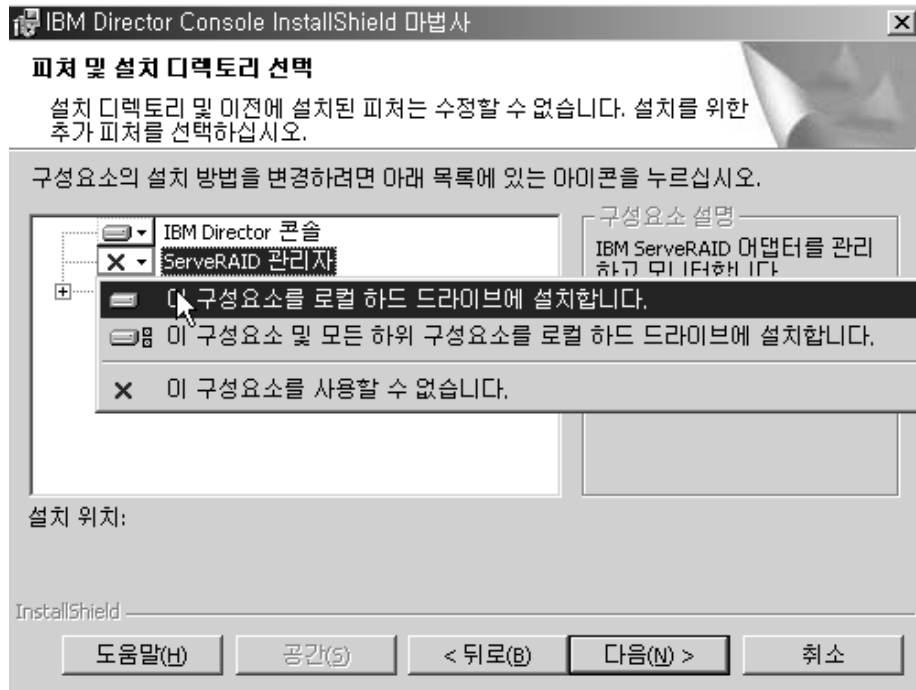 IBM Director Console InstallShield 마법사
피처 및 설치 디렉토리 선택
설치 디렉토리 및 이전에 설치된 피처는 수정할 수 없습니다. 설치를 위한
추가 피처를 선택하십시오.
구성요소의 설치 방법을 변경하려면 아래 목록에 있는 아이콘을 누르십시오.
IBM Director 콘솔
ServeRAID 관리자
구성요소 설명
IBM ServeRAID 어댑터를 관리
하고 모니터합니다.
이 구성요소를 로컬 하드 드라이브에 설치합니다.
이 구성요소 및 모든 하위 구성요소를 로컬 하드 드라이브에 설치합니다.
이 구성요소를 사용할 수 없습니다.
설치 위치:
InstallShield
도움말(H)
공간(S)
< 뒤로(B)
다음(N) >
취소